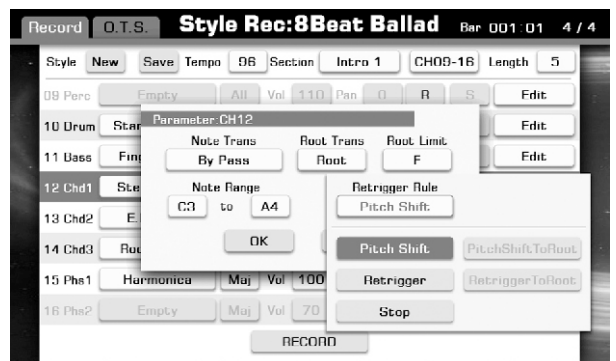 Record O.T.S. Style Rec:8Beat Ballad Bar 001:01 4/4
Style New Save Tempo 96 Section Intro 1 CH09-16 Length 5
09 Perc Empty All Vol 110 Pan 0 R S Edit
10 Drum Edit
11 Bass Edit
12 Chd1
13 Chd2
14 Chd3
15 Phs1 Harmonica Maj Vol 100
16 Phs2 Empty Maj Vol 70
RECORD
Parameter:CH12
Note Trans Root Trans Root Limit
By Pass Root F
Note Range
C3 to A4
OK
Retrigger Rule
Pitch Shift
Pitch Shift PitchShiftToRoot
Retrigger RetriggerToRoot
Stop